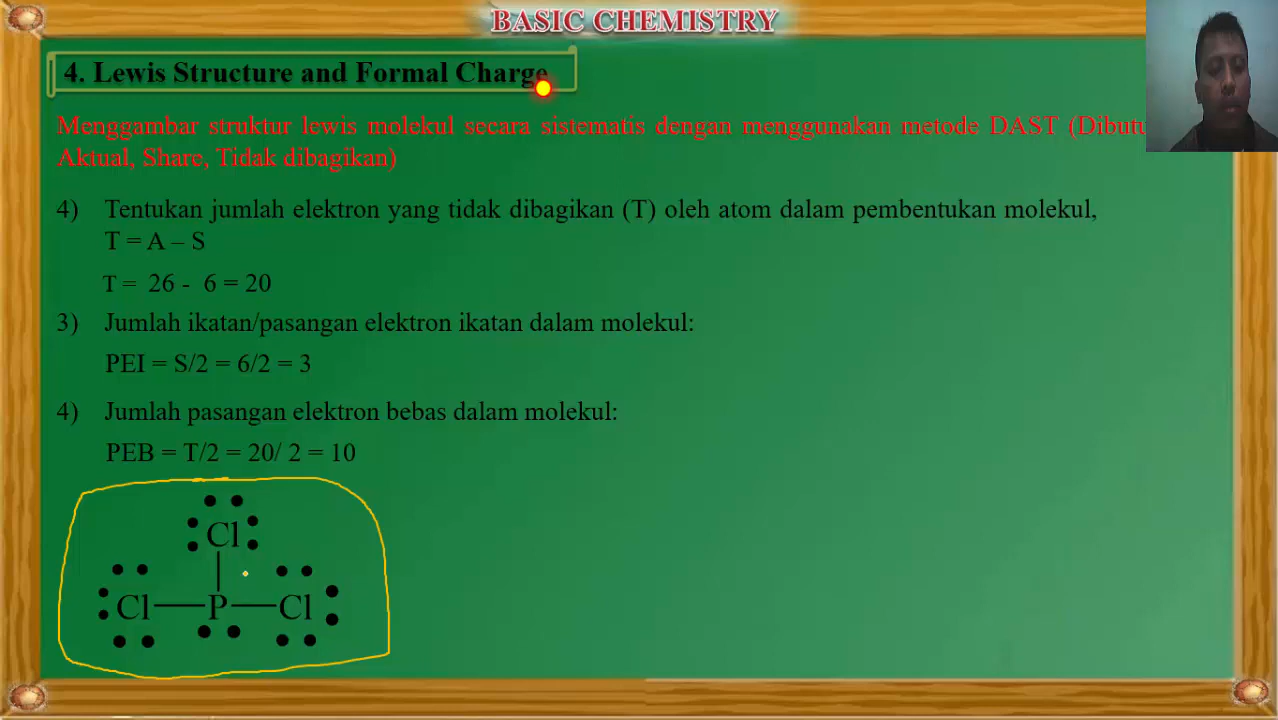 BASIC CHEMISTRY
4. Lewis Structure and Formal Charge
Menggambar struktur lewis molekul secara sistematis dengan menggunakan metode DAST
Aktual, Share, Tidak dibagikan)
4) Tentukan jumlah elektron yang tidak dibagikan (T) oleh atom dalam pembentukan molekul,
T = A – S
T = 26 - 6 = 20
3) Jumlah ikatan/pasangan elektron ikatan dalam molekul:
PEI = S/2 = 6/2 = 3
4) Jumlah pasangan elektron bebas dalam molekul:
PEB = T/2 = 20/ 2 = 10
Cl
Cl P Cl